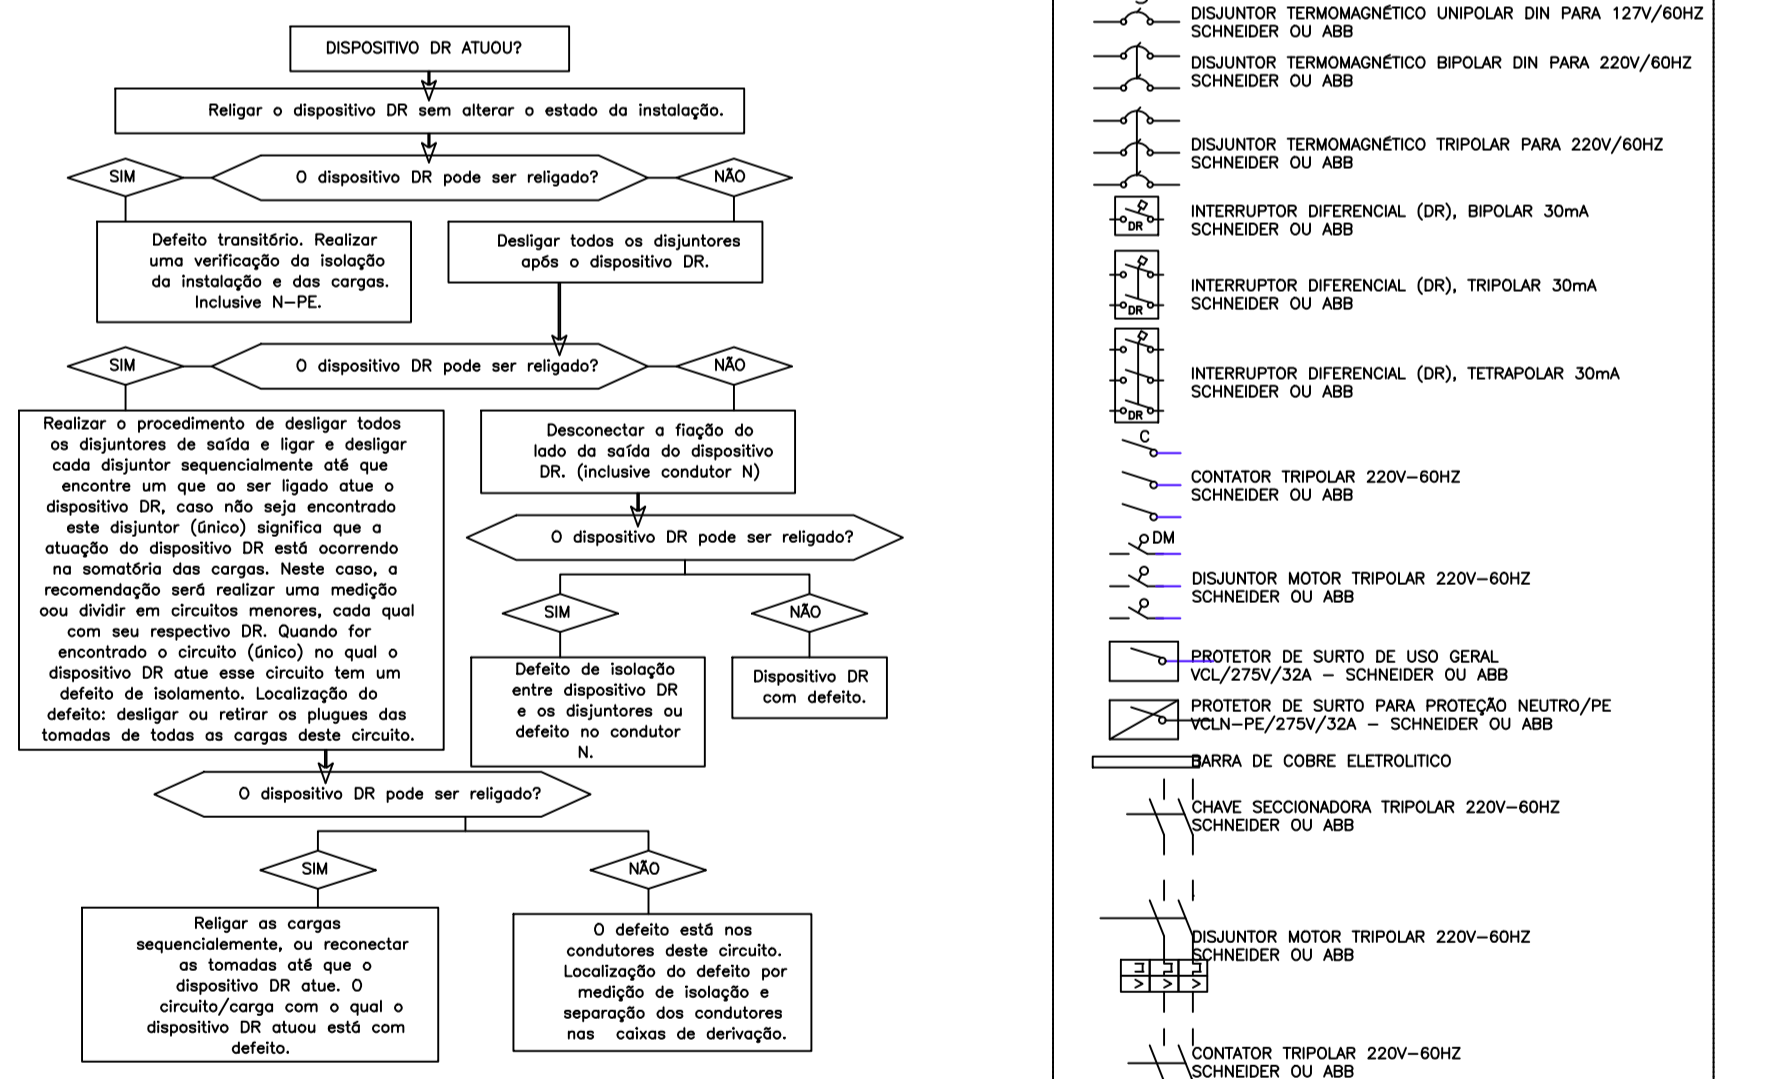 DISPOSITIVO DR ATUOU?
Religar o dispositivo DR sem alterar o estado da instalação.
SIM
O dispositivo DR pode ser religado?
NÃO
Defeito transitório. Realizar
uma verificação da isolação
da instalação e das cargas.
Inclusive N-PE.
Desligar todos os disjuntores
após o dispositivo DR.
SIM
O dispositivo DR pode ser religado?
NÃO
Realizar o procedimento de desligar todos
os disjuntores de saída e ligar e desligar
cada disjuntor sequencialmente até que
encontre um que ao ser ligado atue o
dispositivo DR, caso não seja encontrado
este disjuntor (único) significa que a
atuação do dispositivo DR está ocorrendo
na somatória das cargas. Neste caso, a
recomendação será realizar uma medição
oou dividir em circuitos menores, cada qual
com seu respectivo DR. Quando for
encontrado o circuito (único) no qual o
dispositivo DR atue esse circuito tem um
defeito de isolamento. Localização do
defeito: desligar ou retirar os plugues das
tomadas de todas as cargas deste circuito.
Desconectar a fiação do
lado da saída do dispositivo
DR. (inclusive condutor N)
O dispositivo DR pode ser religado?
SIM
NÃO
Defeito de isolação
entre dispositivo DR
e os disjuntores ou
defeito no condutor
N.
Dispositivo DR
com defeito.
O dispositivo DR pode ser religado?
SIM
NÃO
Religar as cargas
sequencialemente, ou reconectar
as tomadas até que o
dispositivo DR atue. O
circuito/carga com o qual o
dispositivo DR atuou está com
defeito.
O defeito está nos
condutores deste circuito.
Localização do defeito por
medição de isolação e
separação dos condutores
nas caixas de derivação.
DISJUNTOR TERMOMAGNÉTICO UNIPOLAR DIN PARA 127V/60HZ
SCHNEIDER OU ABB
DISJUNTOR TERMOMAGNÉTICO BIPOLAR DIN PARA 220V/60HZ
SCHNEIDER OU ABB
DISJUNTOR TERMOMAGNÉTICO TRIPOLAR PARA 220V/60HZ
SCHNEIDER OU ABB
DR
INTERRUPTOR DIFERENCIAL (DR), BIPOLAR 30mA
SCHNEIDER OU ABB
DR
INTERRUPTOR DIFERENCIAL (DR), TRIPOLAR 30mA
SCHNEIDER OU ABB
DR
INTERRUPTOR DIFERENCIAL (DR), TETRAPOLAR 30mA
SCHNEIDER OU ABB
C
CONTATOR TRIPOLAR 220V-60HZ
SCHNEIDER OU ABB
DM
DISJUNTOR MOTOR TRIPOLAR 220V-60HZ
SCHNEIDER OU ABB
PROTETOR DE SURTO DE USO GERAL
VCL/275V/32A - SCHNEIDER OU ABB
PROTETOR DE SURTO PARA PROTEÇÃO NEUTRO/PE
VCLN-PE/275V/32A - SCHNEIDER OU ABB
BARRA DE COBRE ELETROLITICO
CHAVE SECCIONADORA TRIPOLAR 220V-60HZ
SCHNEIDER OU ABB
DISJUNTOR MOTOR TRIPOLAR 220V-60HZ
SCHNEIDER OU ABB
CONTATOR TRIPOLAR 220V-60HZ
SCHNEIDER OU ABB